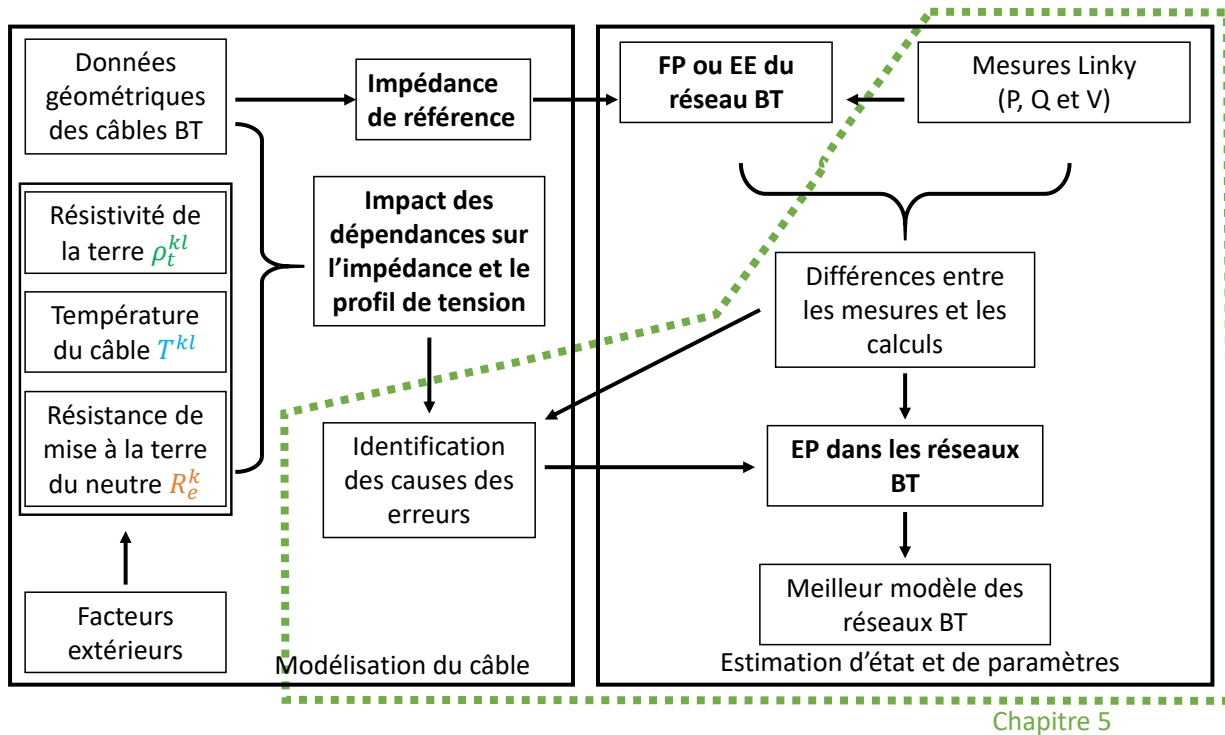 Données
géométriques
des câbles BT
Impédance
de référence
FP ou EE du
réseau BT
Mesures Linky
(P, Q et V)
Résistivité de
la terre ρ_t^{kl}
Température
du câble T^{kl}
Résistance de
mise à la terre
du neutre R_e^k
Impact des
dépendances sur
l'impédance et le
profil de tension
Différences entre
les mesures et les
calculs
Identification
des causes des
erreurs
EP dans les réseaux
BT
Facteurs
extérieurs
Meilleur modèle des
réseaux BT
Modélisation du câble
Estimation d'état et de paramètres
Chapitre 5